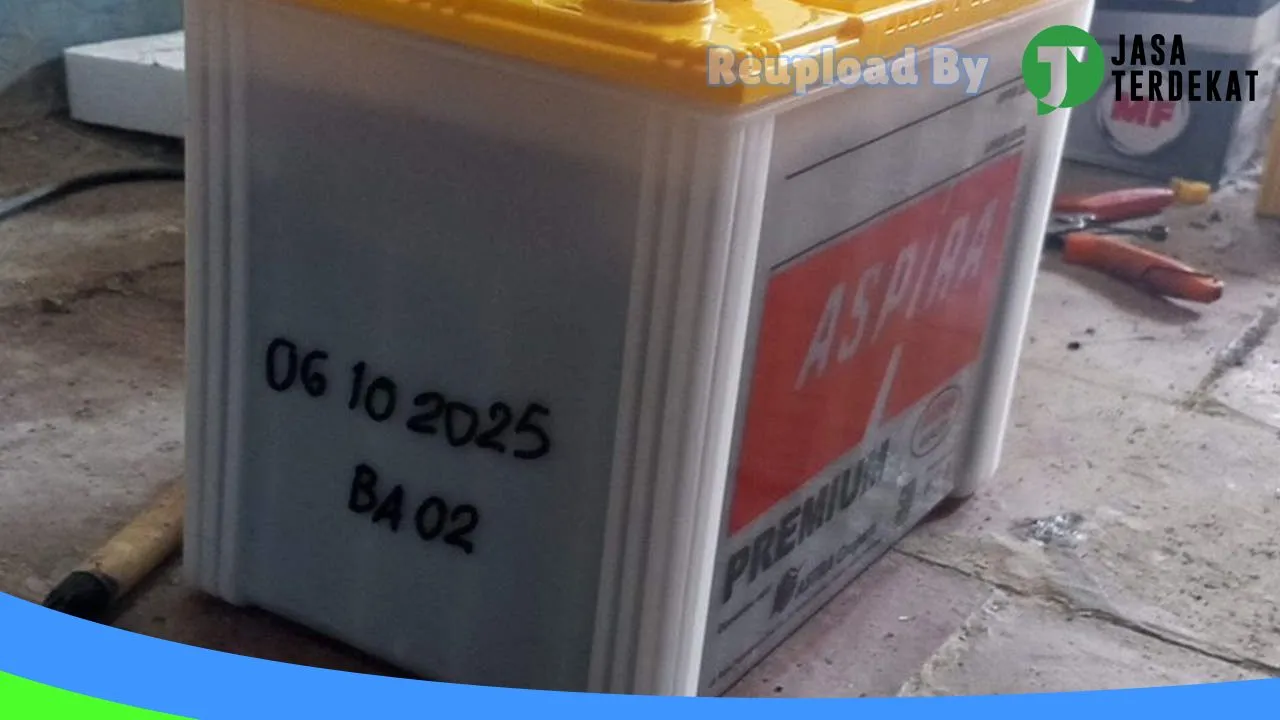 Reupload By
JASA
TERDEKAT
MF
ASPIRA
PREMIUM
06 10 2025
BA 02